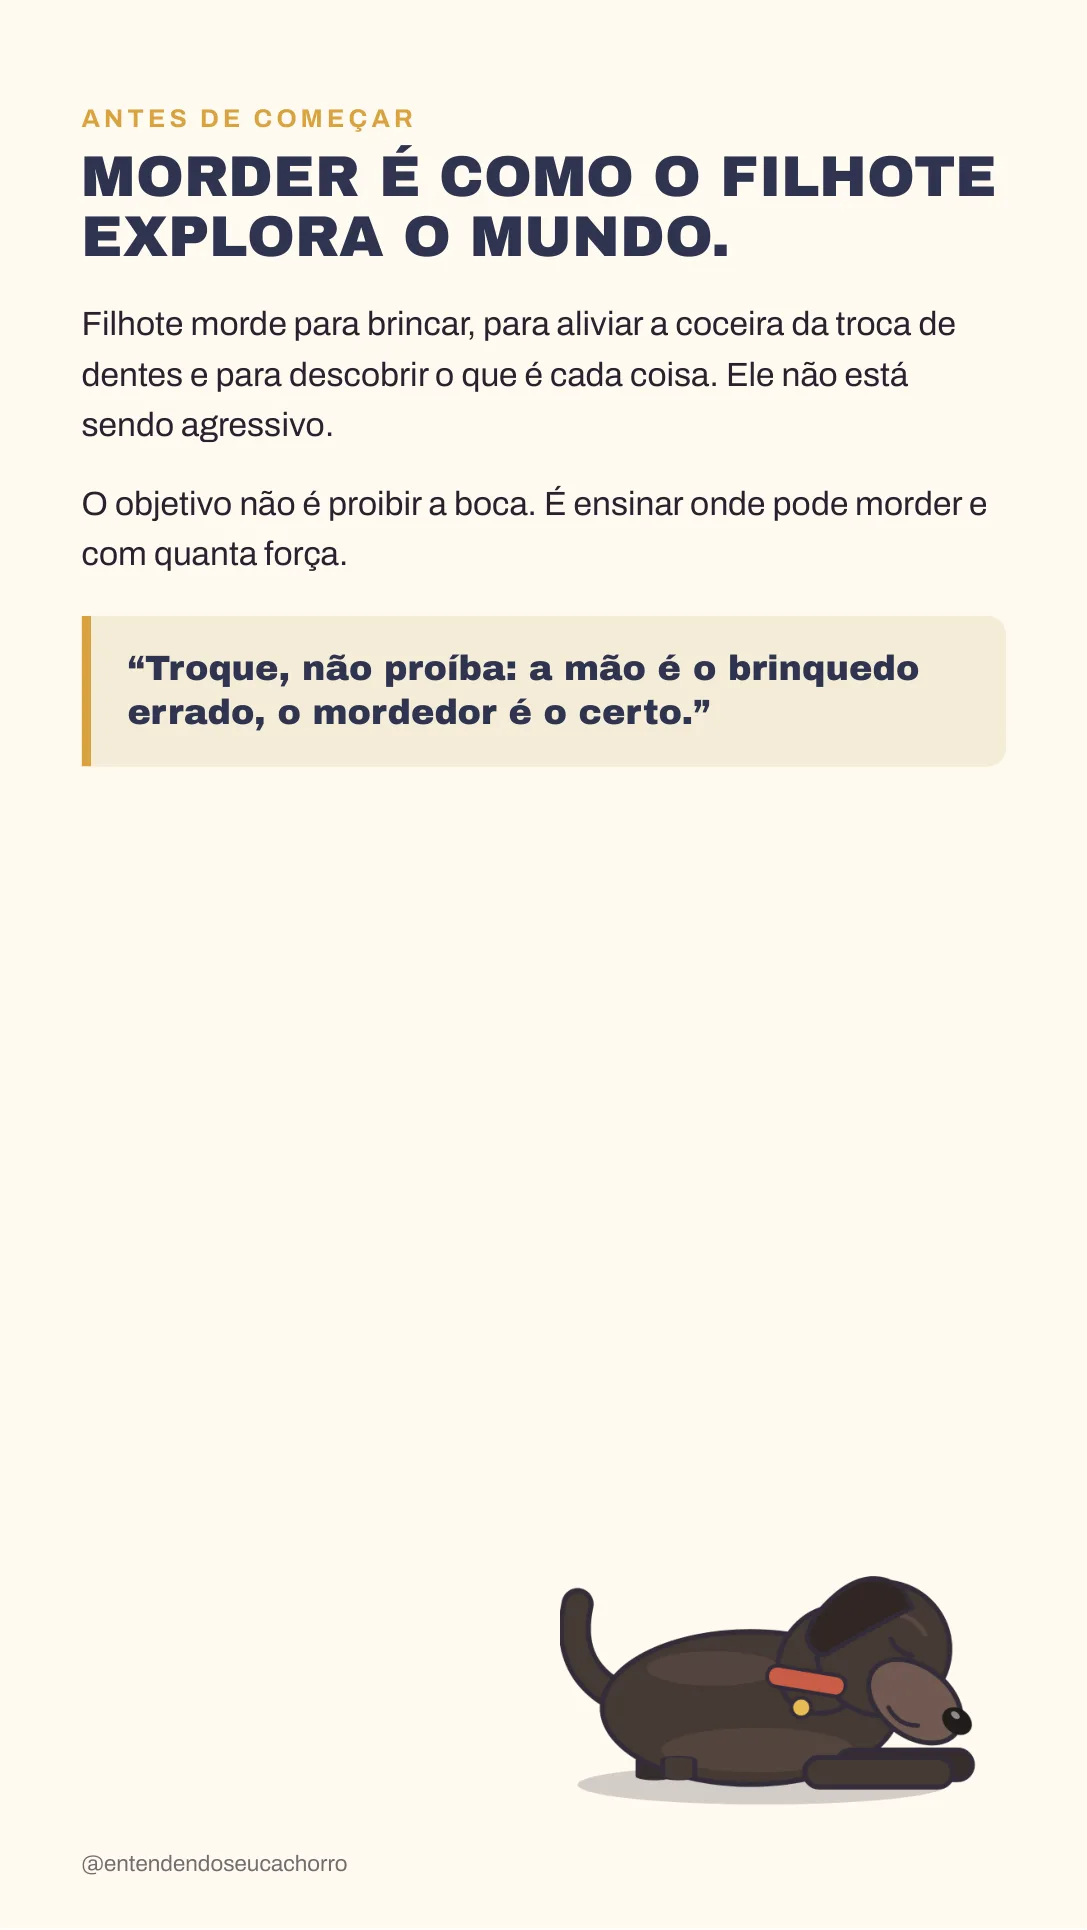 ANTES DE COMEÇAR
MORDER É COMO O FILHOTE
EXPLORA O MUNDO.
Filhote morde para brincar, para aliviar a coceira da troca de
dentes e para descobrir o que é cada coisa. Ele não está
sendo agressivo.
O objetivo não é proibir a boca. É ensinar onde pode morder e
com quanta força.
“Troque, não proíba: a mão é o brinquedo
errado, o mordedor é o certo.”
@entendendoseucachorro